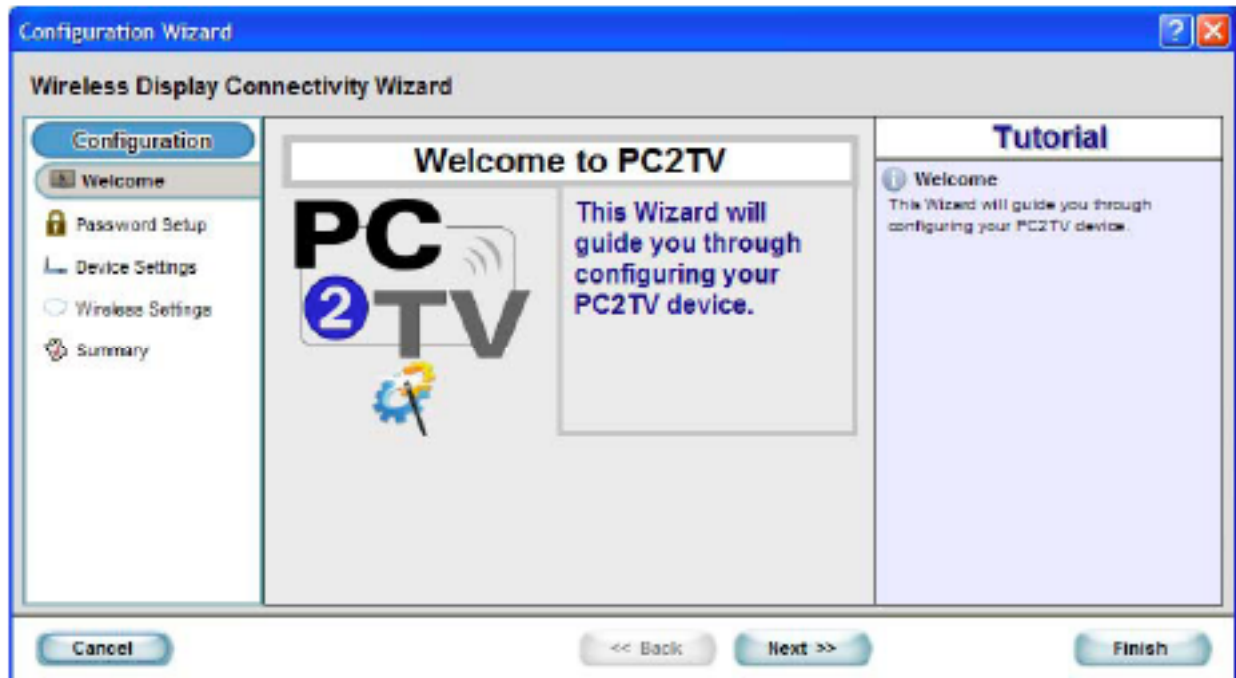 Configuration Wizard
Wireless Display Connectivity Wizard
Configuration
Welcome
Password Setup
Device Settings
Wireless Settings
Summary
Welcome to PC2TV
PC
2TV
This Wizard will
guide you through
configuring your
PC2TV device.
Tutorial
Welcome
This Wizard will guide you through
configuring your PC2TV device.
Cancel
<< Back
Next >>
Finish